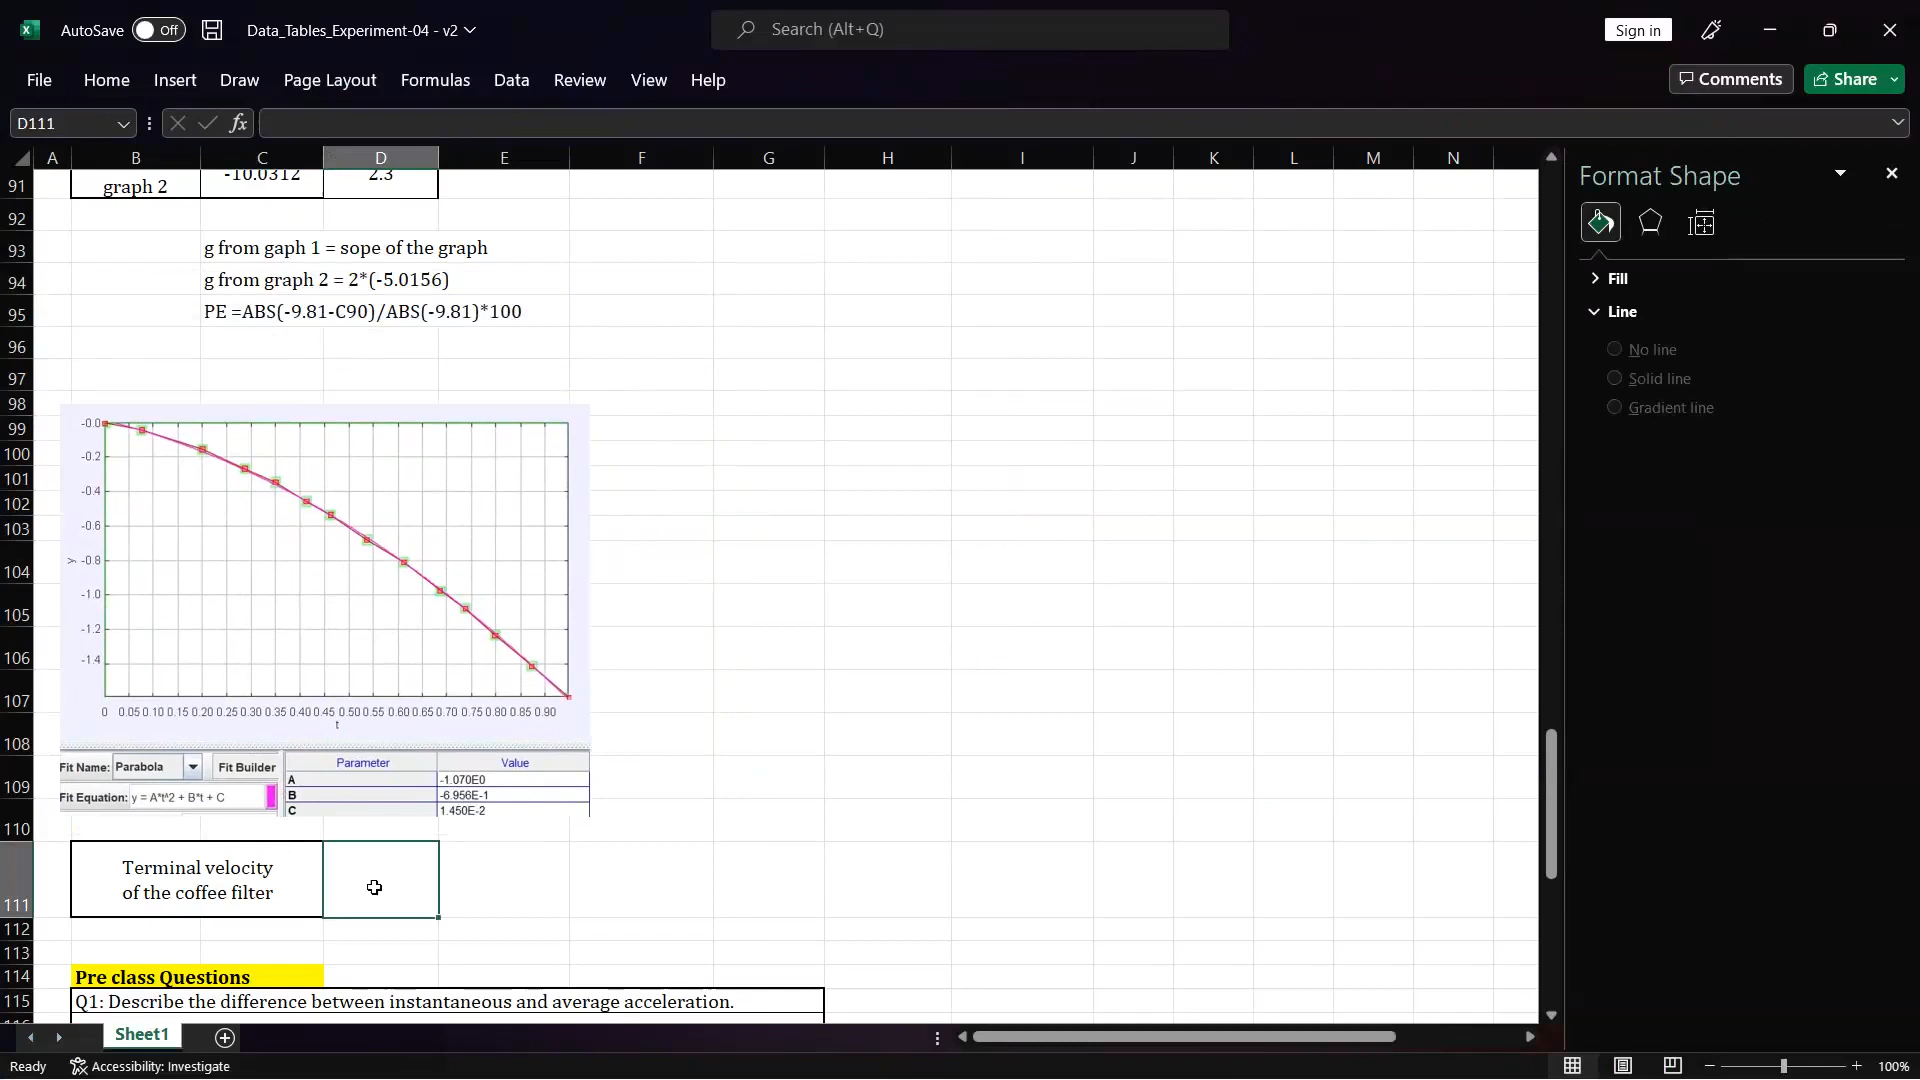 AutoSave Off Data_Tables_Experiment-04 - v2 Search (Alt+Q) Sign in
File Home Insert Draw Page Layout Formulas Data Review View Help Comments Share
D111 fx
A B C D E F G H I J K L M N
91 graph 2 -10.0312 2.3
92
93 g from gaph 1 = sope of the graph
94 g from graph 2 = 2*(-5.0156)
95 PE =ABS(-9.81-C90)/ABS(-9.81)*100
96
97
98
99 -0.0
100 -0.2
101 -0.4
102
103 -0.6
104 y -0.8
105 -1.0
106 -1.2
-1.4
107
0 0.05 0.10 0.15 0.20 0.25 0.30 0.35 0.40 0.45 0.50 0.55 0.60 0.65 0.70 0.75 0.80 0.85 0.90
t
108
Fit Name: Parabola Fit Builder Parameter Value
109 A -1.070E0
Fit Equation: y = A*t^2 + B*t + C B -6.956E-1
C 1.450E-2
110
Terminal velocity
of the coffee filter
111
112
113
114 Pre class Questions
115 Q1: Describe the difference between instantaneous and average acceleration.
Sheet1
Ready Accessibility: Investigate 100%
Format Shape
Fill
Line
No line
Solid line
Gradient line